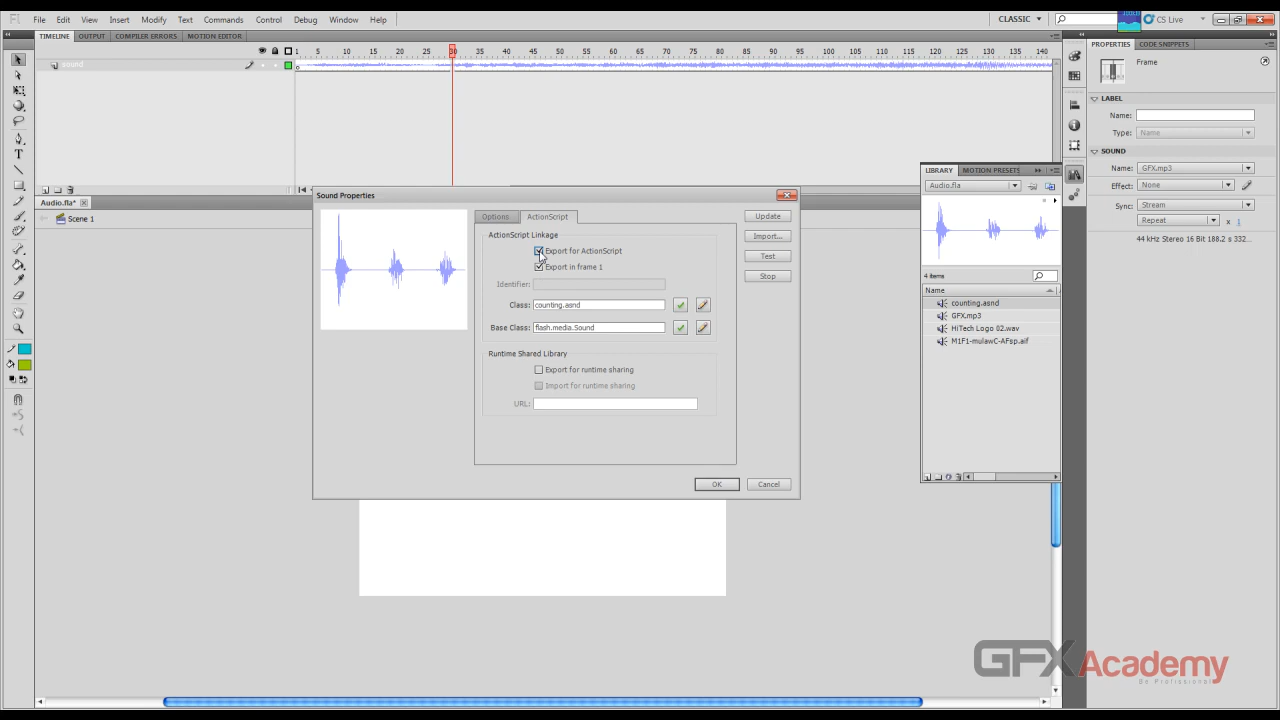 Fl File Edit View Insert Modify Text Commands Control Debug Window Help CLASSIC CS Live
TIMELINE OUTPUT COMPILER ERRORS MOTION EDITOR
1 5 10 15 20 25 30 35 40 45 50 55 60 65 70 75 80 85 90 95 100 105 110 115 120 125 130 135 140
sound
Audio.fla*
Scene 1
Sound Properties
Options ActionScript
ActionScript Linkage
Export for ActionScript
Export in frame 1
Identifier:
Class: counting.asnd
Base Class: flash.media.Sound
Runtime Shared Library
Export for runtime sharing
Import for runtime sharing
URL:
Update
Import...
Test
Stop
OK Cancel
LIBRARY MOTION PRESETS
Audio.fla
4 items
Name
counting.asnd
GFX.mp3
HiTech Logo 02.wav
M1F1-mulawC-AFsp.aif
PROPERTIES CODE SNIPPETS
Frame
LABEL
Name:
Type: Name
SOUND
Name: GFX.mp3
Effect: None
Sync: Stream
Repeat x 1
44 kHz Stereo 16 Bit 188.2 s 332...
GFXAcademy
Be Professional